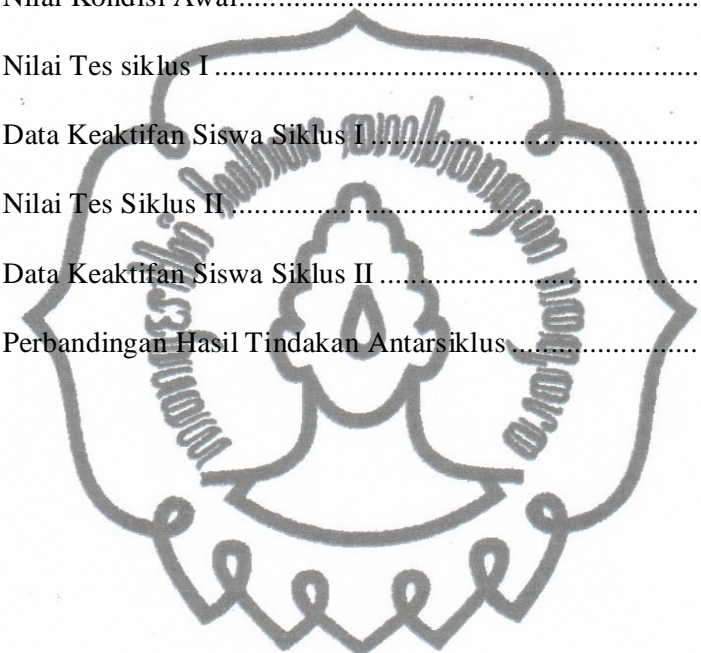 Nilai Kondisi Awal
Nilai Tes siklus I
Data Keaktifan Siswa Siklus I
Nilai Tes Siklus II
Data Keaktifan Siswa Siklus II
Perbandingan Hasil Tindakan Antarsiklus